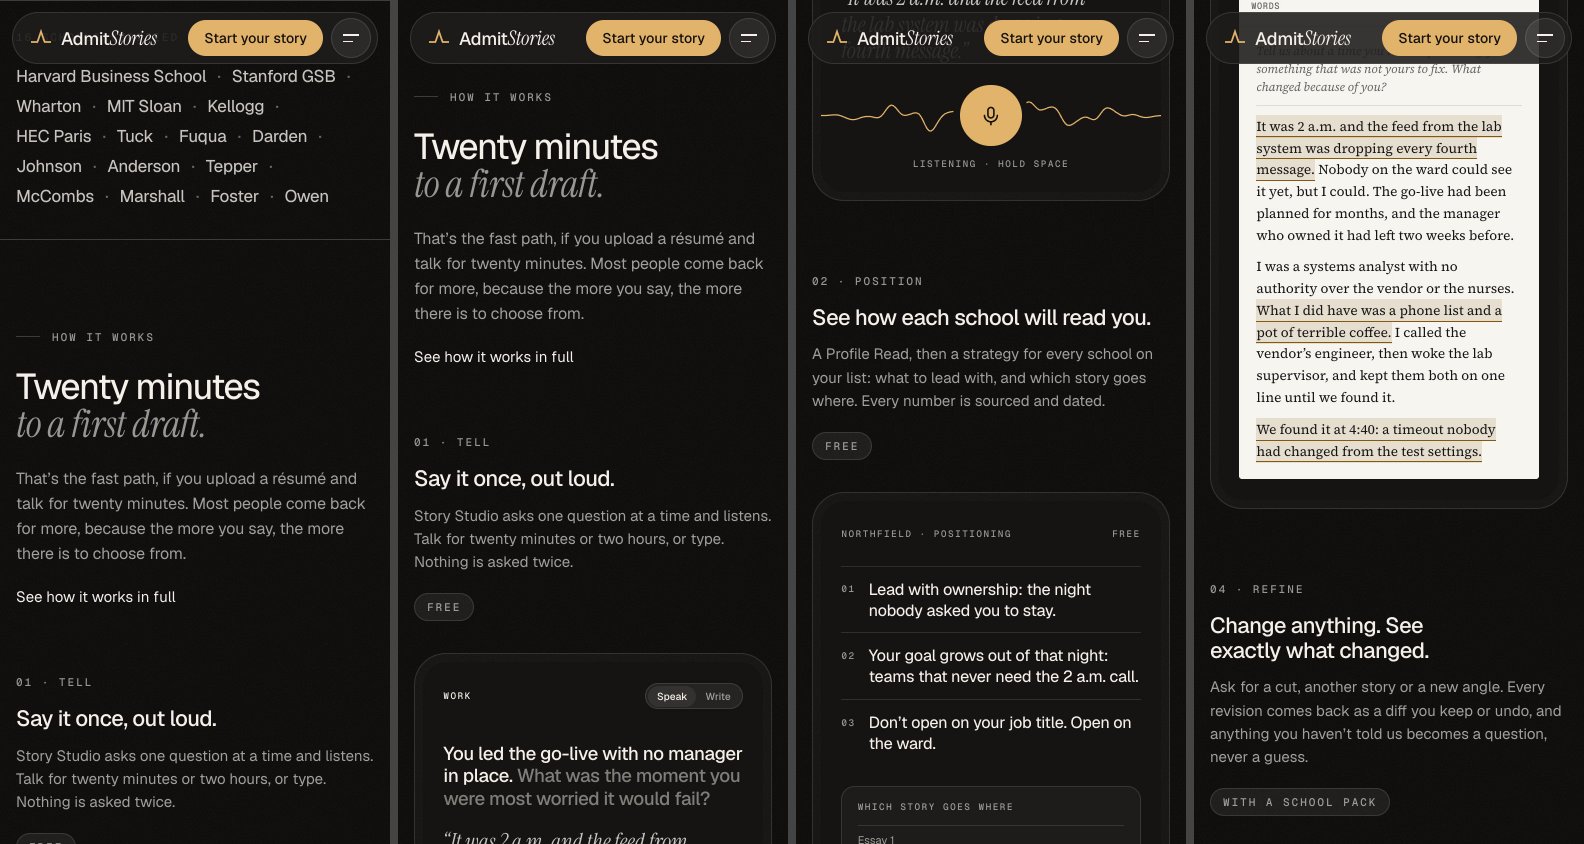 AdmitStories
Start your story
Harvard Business School · Stanford GSB ·
Wharton · MIT Sloan · Kellogg ·
HEC Paris · Tuck · Fuqua · Darden ·
Johnson · Anderson · Tepper ·
McCombs · Marshall · Foster · Owen
HOW IT WORKS
Twenty minutes
to a first draft.
That’s the fast path, if you upload a résumé and
talk for twenty minutes. Most people come back
for more, because the more you say, the more
there is to choose from.
See how it works in full
01 · TELL
Say it once, out loud.
Story Studio asks one question at a time and listens.
Talk for twenty minutes or two hours, or type.
Nothing is asked twice.
FREE
AdmitStories
Start your story
HOW IT WORKS
Twenty minutes
to a first draft.
That’s the fast path, if you upload a résumé and
talk for twenty minutes. Most people come back
for more, because the more you say, the more
there is to choose from.
See how it works in full
01 · TELL
Say it once, out loud.
Story Studio asks one question at a time and listens.
Talk for twenty minutes or two hours, or type.
Nothing is asked twice.
FREE
WORK
Speak Write
You led the go-live with no manager
in place. What was the moment you
were most worried it would fail?
“It was 2 a.m. and the feed from
“It was 2 a.m. and the feed from
the lab system was
fourth message.”
AdmitStories
Start your story
LISTENING · HOLD SPACE
02 · POSITION
See how each school will read you.
A Profile Read, then a strategy for every school on
your list: what to lead with, and which story goes
where. Every number is sourced and dated.
FREE
NORTHFIELD · POSITIONING FREE
01 Lead with ownership: the night
nobody asked you to stay.
02 Your goal grows out of that night:
teams that never need the 2 a.m. call.
03 Don’t open on your job title. Open on
the ward.
WHICH STORY GOES WHERE
Essay 1
WORDS
AdmitStories
Start your story
Tell us about a time you
something that was not yours to fix. What
changed because of you?
It was 2 a.m. and the feed from the lab
system was dropping every fourth
message. Nobody on the ward could see
it yet, but I could. The go-live had been
planned for months, and the manager
who owned it had left two weeks before.
I was a systems analyst with no
authority over the vendor or the nurses.
What I did have was a phone list and a
pot of terrible coffee. I called the
vendor’s engineer, then woke the lab
supervisor, and kept them both on one
line until we found it.
We found it at 4:40: a timeout nobody
had changed from the test settings.
04 · REFINE
Change anything. See
exactly what changed.
Ask for a cut, another story or a new angle. Every
revision comes back as a diff you keep or undo, and
anything you haven’t told us becomes a question,
never a guess.
WITH A SCHOOL PACK